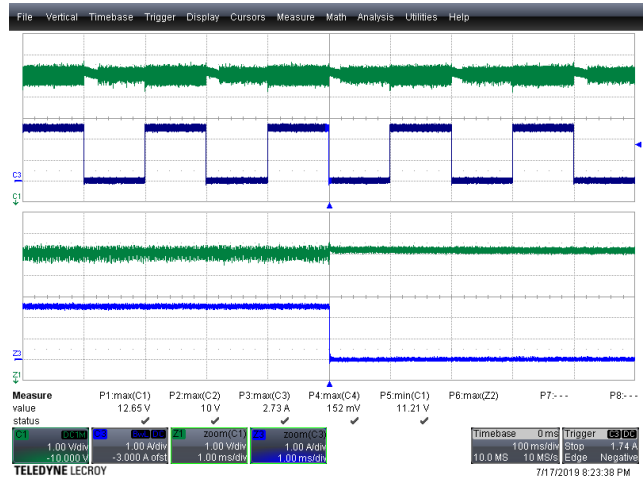 File Vertical Timebase Trigger Display Cursors Measure Math Analysis Utilities Help
C3
C1
Z3
Z1
Measure P1:max(C1) P2:max(C2) P3:max(C3) P4:max(C4) P5:min(C1) P6:max(Z2) P7:--- P8:---
value 12.65 V 10 V 2.73 A 152 mV 11.21 V
status
C1 DC1M Z1 zoom(C1) zoom(C3) Timebase 0 ms Trigger C3 DC
1.00 V/div 1.00 A/div 1.00 V/div 1.00 A/div 100 ms/div Stop 1.74 A
-10.000 V -3.000 A ofst 1.00 ms/div 1.00 ms/div 10.0 MS 10 MS/s Edge Negative
TELEDYNE LECROY 7/17/2019 8:23:38 PM